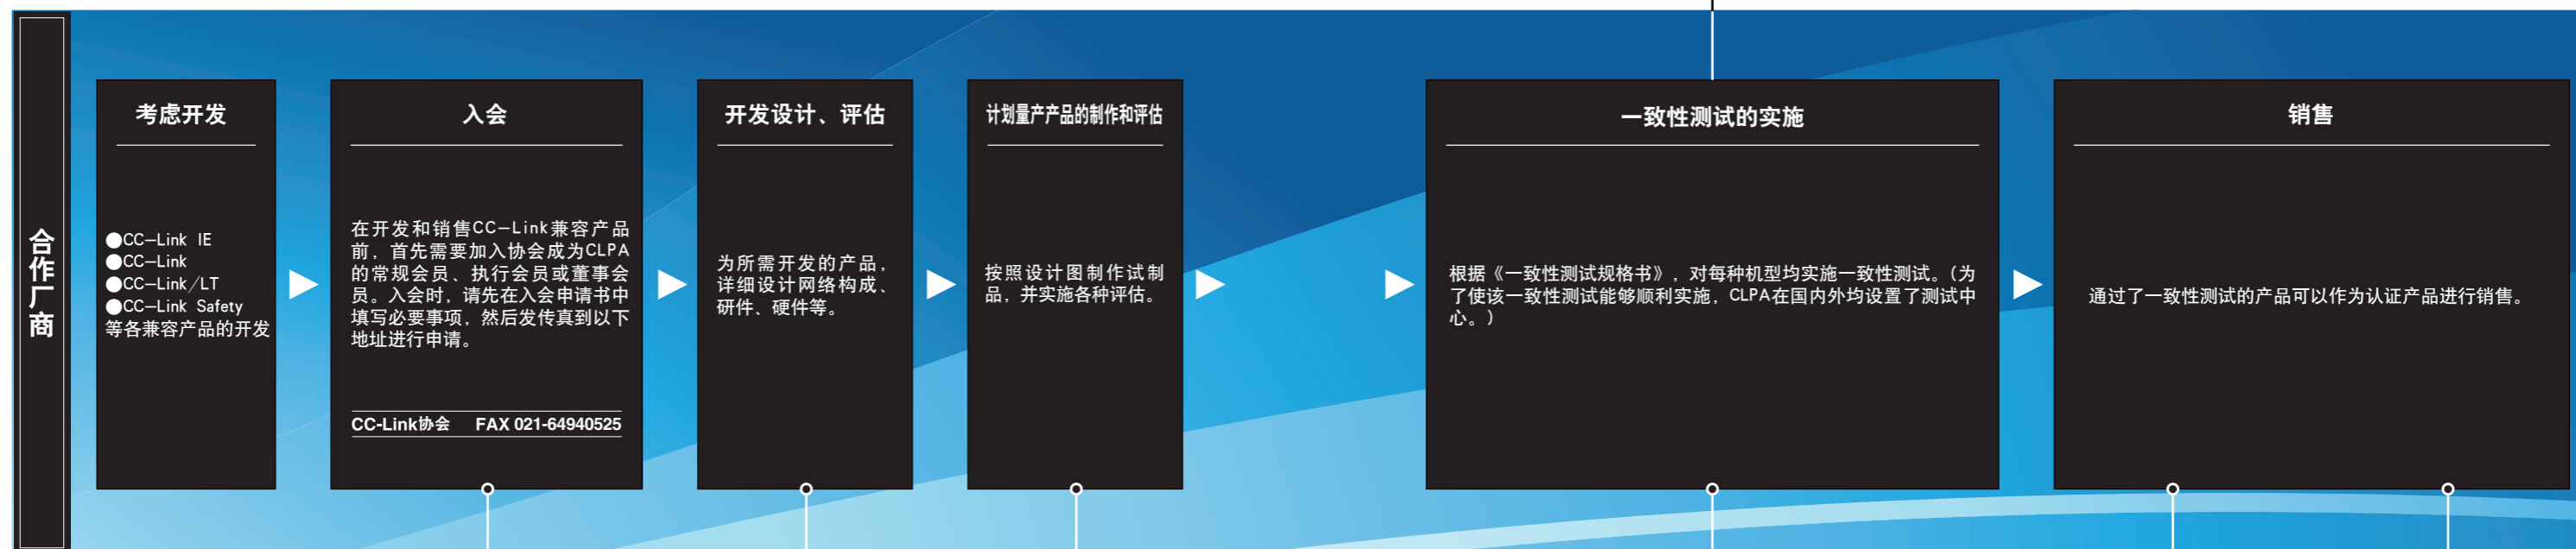 合作厂商
考虑开发
●CC-Link IE
●CC-Link
●CC-Link/LT
●CC-Link Safety
等各兼容产品的开发
入会
在开发和销售CC-Link兼容产品
前，首先需要加入协会成为CLPA
的常规会员、执行会员或董事会
员。入会时，请先在入会申请书中
填写必要事项，然后发传真到以下
地址进行申请。
CC-Link协会 FAX 021-64940525
开发设计、评估
为所需开发的产品，
详细设计网络构成、
研件、硬件等。
计划量产产品的制作和评估
按照设计图制作试制
品，并实施各种评估。
一致性测试的实施
根据《一致性测试规格书》，对每种机型均实施一致性测试。(为
了使该一致性测试能够顺利实施，CLPA在国内外均设置了测试中
心。)
销售
通过了一致性测试的产品可以作为认证产品进行销售。